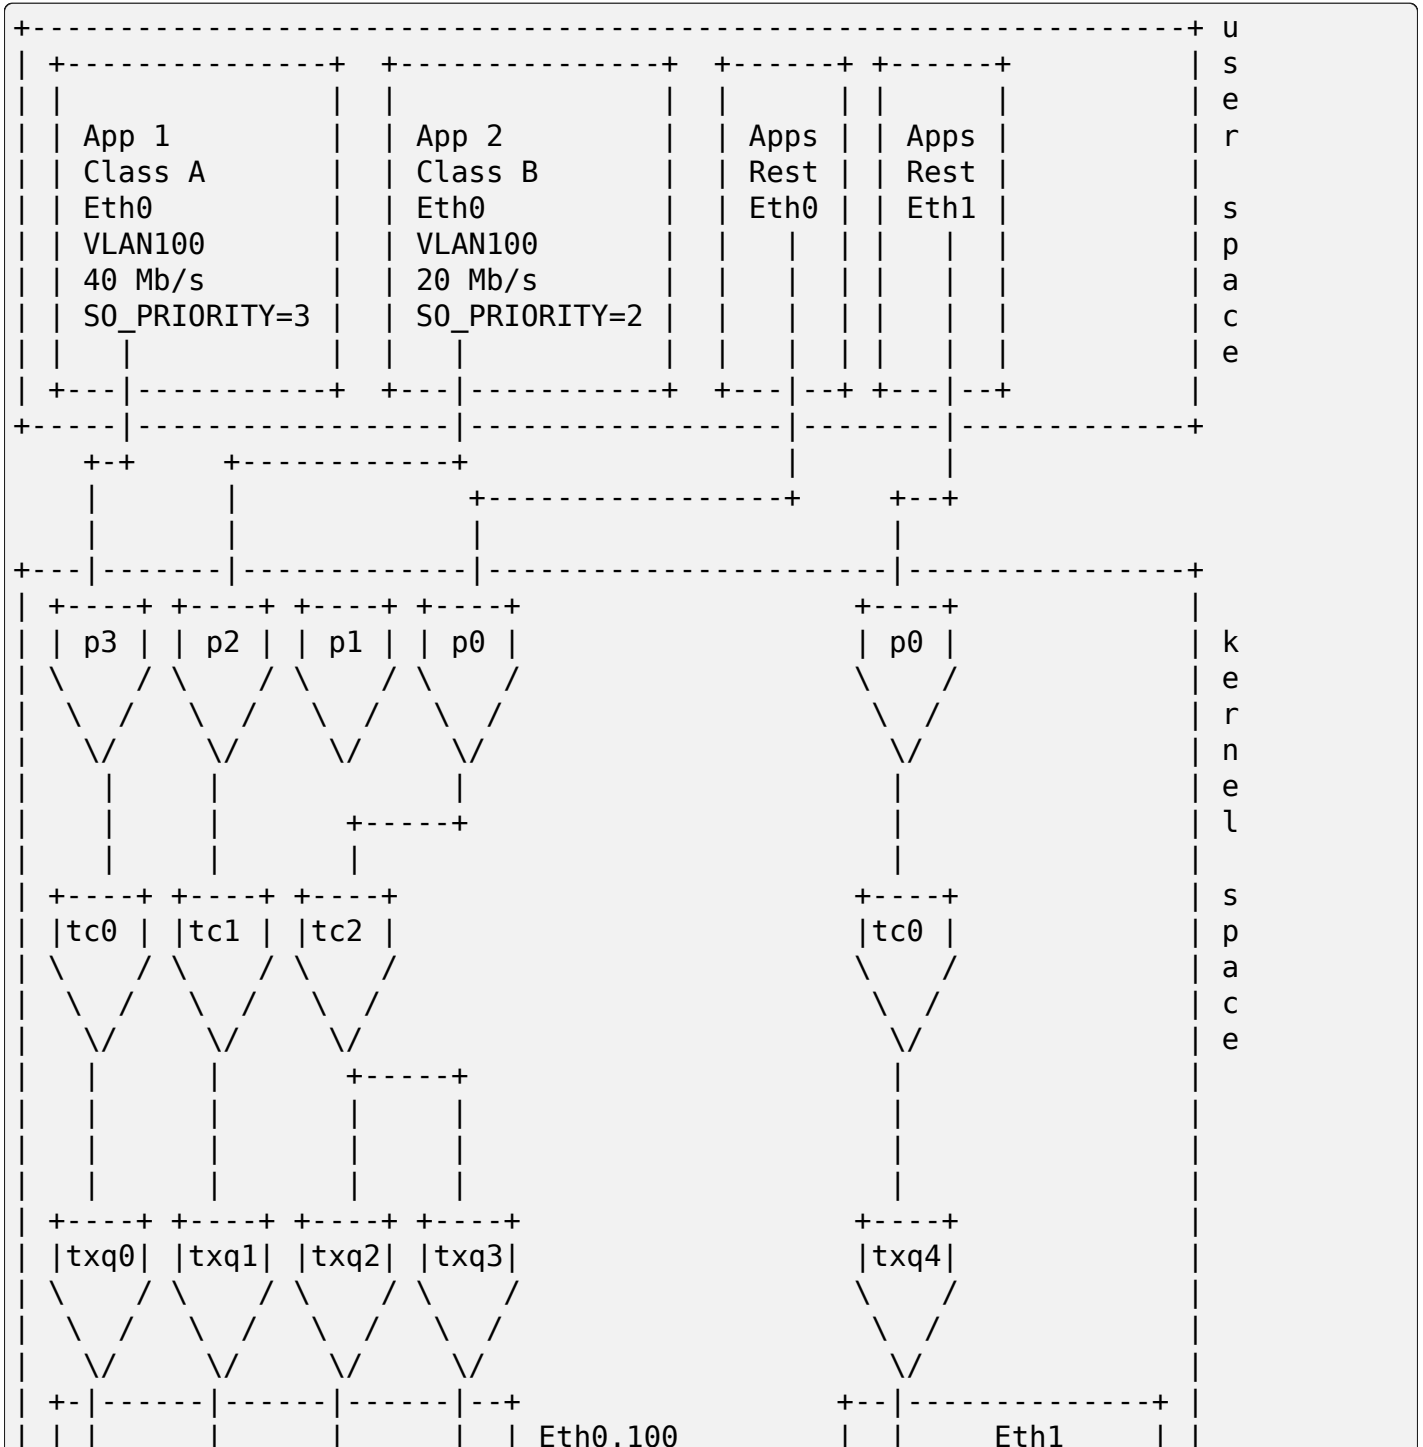 +------------------------------------------------------------------+ u
| +---------------+  +---------------+  +------+ +------+          | s
| |               |  |               |  |      | |      |          | e
| | App 1         |  | App 2         |  | Apps | | Apps |          | r
| | Class A       |  | Class B       |  | Rest | | Rest |          |
| | Eth0          |  | Eth0          |  | Eth0 | | Eth1 |          | s
| | VLAN100       |  | VLAN100       |  |   |  | |   |  |          | p
| | 40 Mb/s       |  | 20 Mb/s       |  |   |  | |   |  |          | a
| | SO_PRIORITY=3 |  | SO_PRIORITY=2 |  |   |  | |   |  |          | c
| |   |           |  |   |           |  |   |  | |   |  |          | e
| +---|-----------+  +---|-----------+  +---|--+ +---|--+          |
+-----|------------------|------------------|--------|-------------+
    +-+     +------------+                  |        |
    |       |             +-----------------+     +--+
    |       |             |                       |
+---|-------|-------------|-----------------------|----------------+
| +----+ +----+ +----+ +----+                   +----+             |
| | p3 | | p2 | | p1 | | p0 |                   | p0 |             | k
| \    / \    / \    / \    /                   \    /             | e
|  \  /   \  /   \  /   \  /                     \  /              | r
|   \/     \/     \/     \/                       \/               | n
|    |     |             |                        |                | e
|    |     |       +-----+                        |                | l
|    |     |       |                              |                |
| +----+ +----+ +----+                          +----+             | s
| |tc0 | |tc1 | |tc2 |                          |tc0 |             | p
| \    / \    / \    /                          \    /             | a
|  \  /   \  /   \  /                            \  /              | c
|   \/     \/     \/                              \/               | e
|   |      |       +-----+                        |                |
|   |      |       |     |                        |                |
|   |      |       |     |                        |                |
|   |      |       |     |                        |                |
| +----+ +----+ +----+ +----+                   +----+             |
| |txq0| |txq1| |txq2| |txq3|                   |txq4|             |
| \    / \    / \    / \    /                   \    /             |
|  \  /   \  /   \  /   \  /                     \  /              |
|   \/     \/     \/     \/                       \/               |
| +-|------|------|------|--+                  +--|--------------+ |
| | |      |      |      |  | Eth0.100         |  |     Eth1     | |